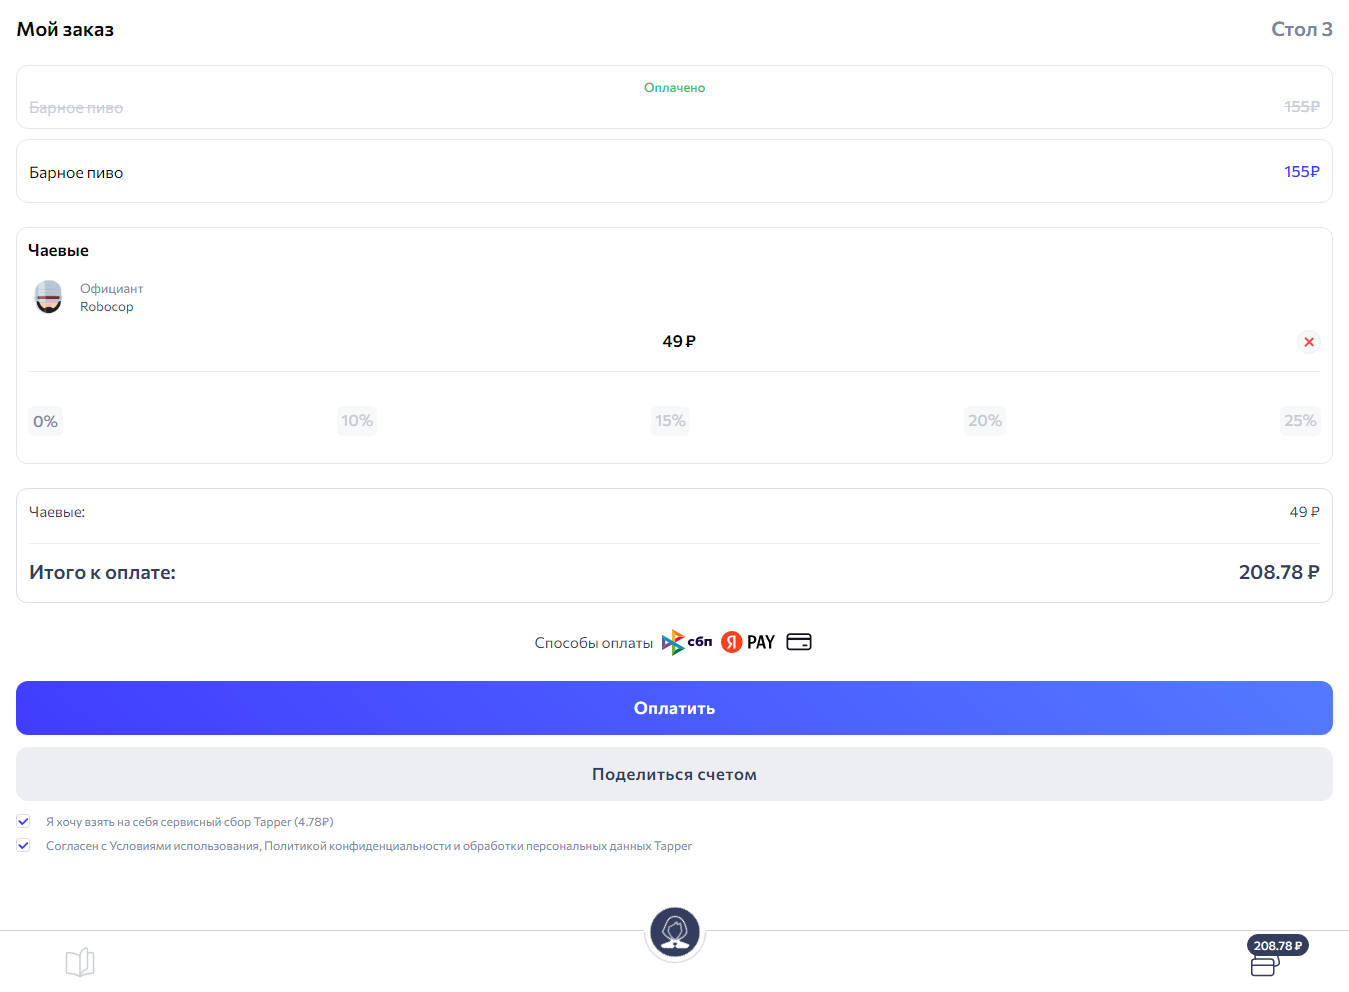 Мой заказ
Стол 3
Оплачено
Барное пиво
155₽
Барное пиво
155₽
Чаевые
Официант
Robocop
49 ₽
0%
10%
15%
20%
25%
Чаевые:
49 ₽
Итого к оплате:
208.78 ₽
Способы оплаты
сбп
Я PAY
Оплатить
Поделиться счетом
Я хочу взять на себя сервисный сбор Tapper (4.78₽)
Согласен с Условиями использования, Политикой конфиденциальности и обработки персональных данных Tapper
208.78 ₽